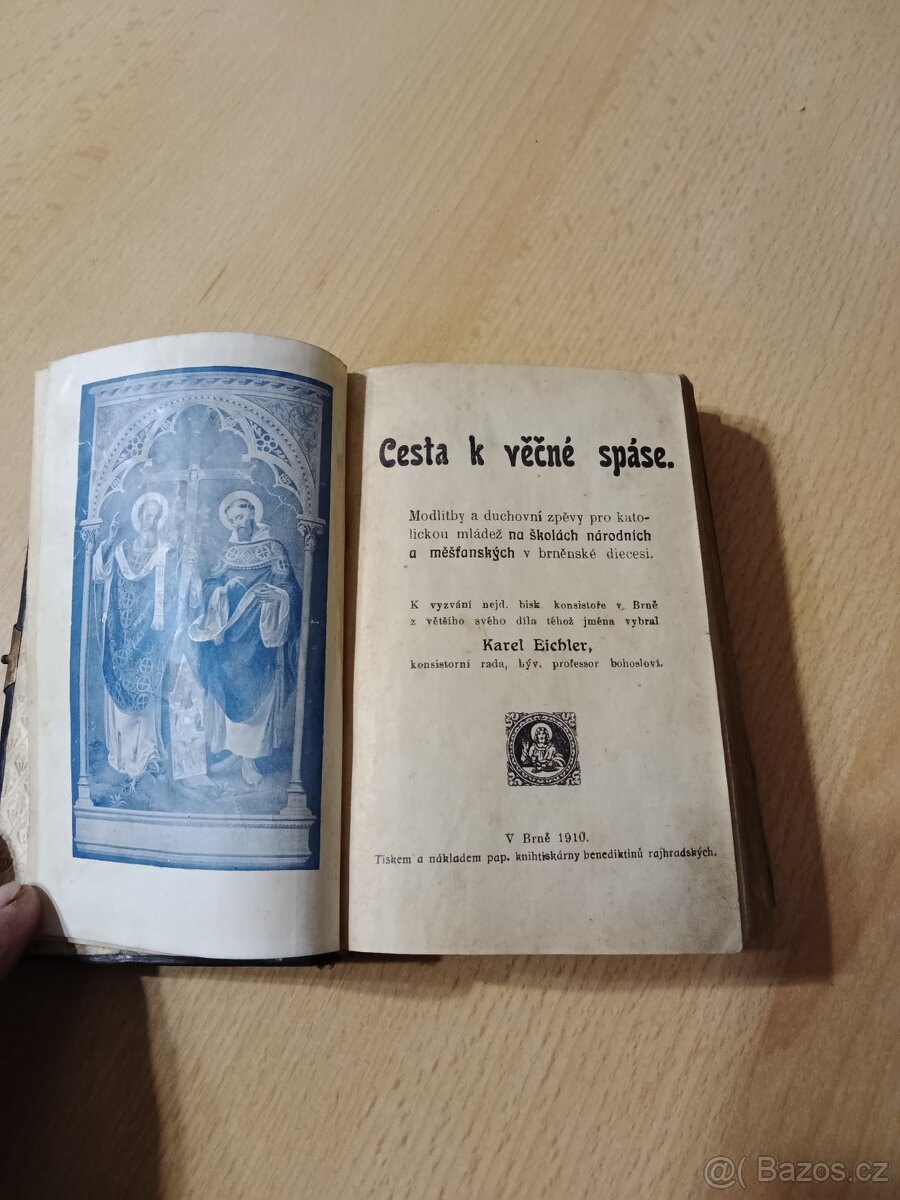 Cesta k věčné spáse.
Modlitby a duchovní zpěvy pro kato-
lickou mládež na školách národních
a měšťanských v brněnské diecesi.
K vyzvání nejd. bisk konsistoře v Brně
z většího svého díla téhož jména vybral
Karel Eichler,
konsistorní rada, býv. professor bohosloví.
V Brně 1910.
Tiskem a nákladem pap. knihtiskárny benediktinů rajhradských.
@( Bazos.cz